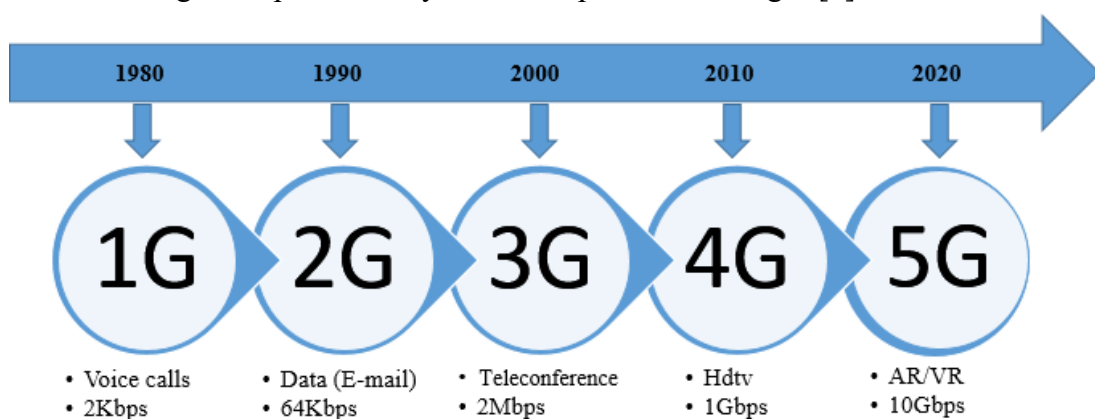 1980 1990 2000 2010 2020
1G 2G 3G 4G 5G
• Voice calls • Data (E-mail) • Teleconference • Hdtv • AR/VR
• 2Kbps • 64Kbps • 2Mbps • 1Gbps • 10Gbps